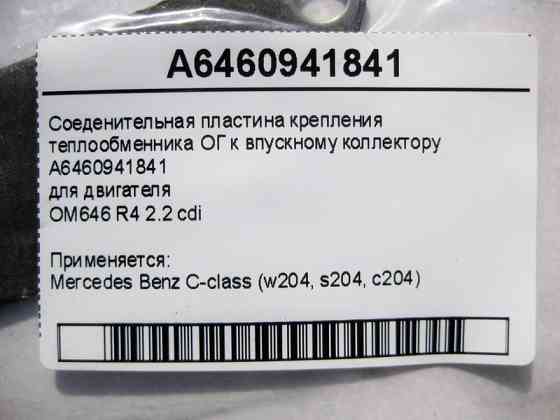 A6460941841
Соеденительная пластина крепления
теплообменника ОГ к впускному коллектору
A6460941841
для двигателя
OM646 R4 2.2 cdi
Применяется:
Mercedes Benz C-class (w204, s204, c204)